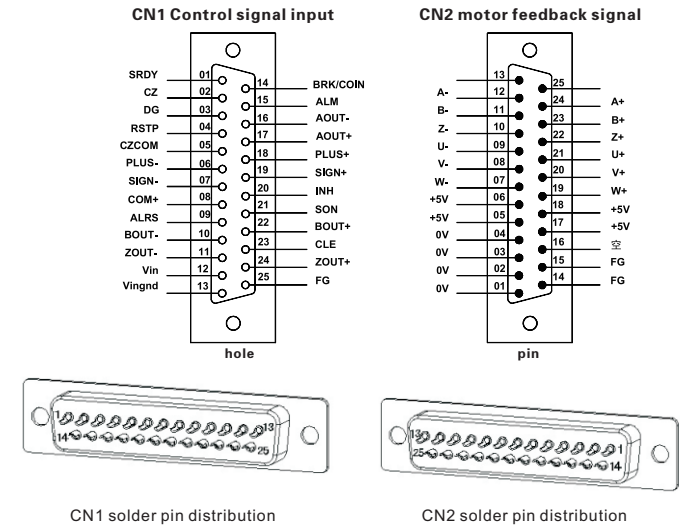 CN1 Control signal input
SRDY 01
CZ 02
DG 03
RSTP 04
CZCOM 05
PLUS- 06
SIGN- 07
COM+ 08
ALRS 09
BOUT- 10
ZOUT- 11
Vin 12
Vingnd 13
14 BRK/COIN
15 ALM
16 AOUT-
17 AOUT+
18 PLUS+
19 SIGN+
20 INH
21 SON
22 BOUT+
23 CLE
24 ZOUT+
25 FG
hole
CN2 motor feedback signal
13
A- 12
B- 11
Z- 10
U- 09
V- 08
W- 07
+5V 06
+5V 05
0V 04
0V 03
0V 02
0V 01
25
24 A+
23 B+
22 Z+
21 U+
20 V+
19 W+
18 +5V
17 +5V
16 空
15 FG
14 FG
pin
1 13
14 25
CN1 solder pin distribution
13 1
25 14
CN2 solder pin distribution